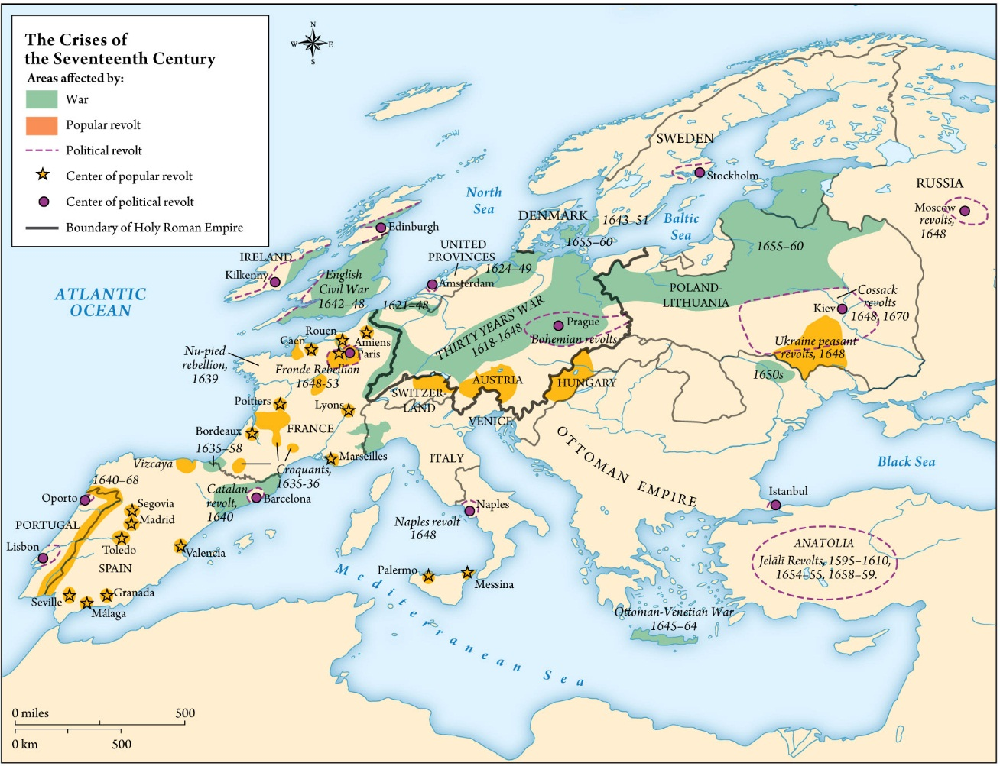 The Crises of
the Seventeenth Century
Areas affected by:
War
Popular revolt
Political revolt
Center of popular revolt
Center of political revolt
Boundary of Holy Roman Empire
N
W E
S
SWEDEN
Stockholm
RUSSIA
Moscow
revolts,
1648
North
Sea
DENMARK
1643–51
Baltic
Sea
1655–60
1655–60
Edinburgh
UNITED
PROVINCES
1624–49
IRELAND
Kilkenny
English
Civil War
1642–48
Amsterdam
1621–48
ATLANTIC
OCEAN
POLAND-
LITHUANIA
Cossack
revolts
1648, 1670
Kiev
THIRTY YEARS' WAR
1618-1648
Prague
Bohemian revolts
Ukraine peasant
revolts, 1648
1650s
Rouen
Caen
Amiens
Paris
Nu-pied
rebellion,
1639
Fronde Rebellion
1648-53
SWITZER-
LAND
AUSTRIA
HUNGARY
Poitiers
Lyons
VENICE
Bordeaux
FRANCE
1635–58
Marseilles
Vizcaya
Croquants,
1635-36
ITALY
OTTOMAN EMPIRE
Black Sea
1640–68
Catalan
revolt,
1640
Barcelona
Oporto
Segovia
Madrid
PORTUGAL
Toledo
Lisbon
Valencia
SPAIN
Naples
Naples revolt
1648
Istanbul
ANATOLIA
Jelāli Revolts, 1595–1610,
1654–55, 1658–59.
Palermo
Messina
Seville
Granada
Málaga
Ottoman-Venetian War
1645–64
Mediterranean Sea
0 miles 500
0 km 500